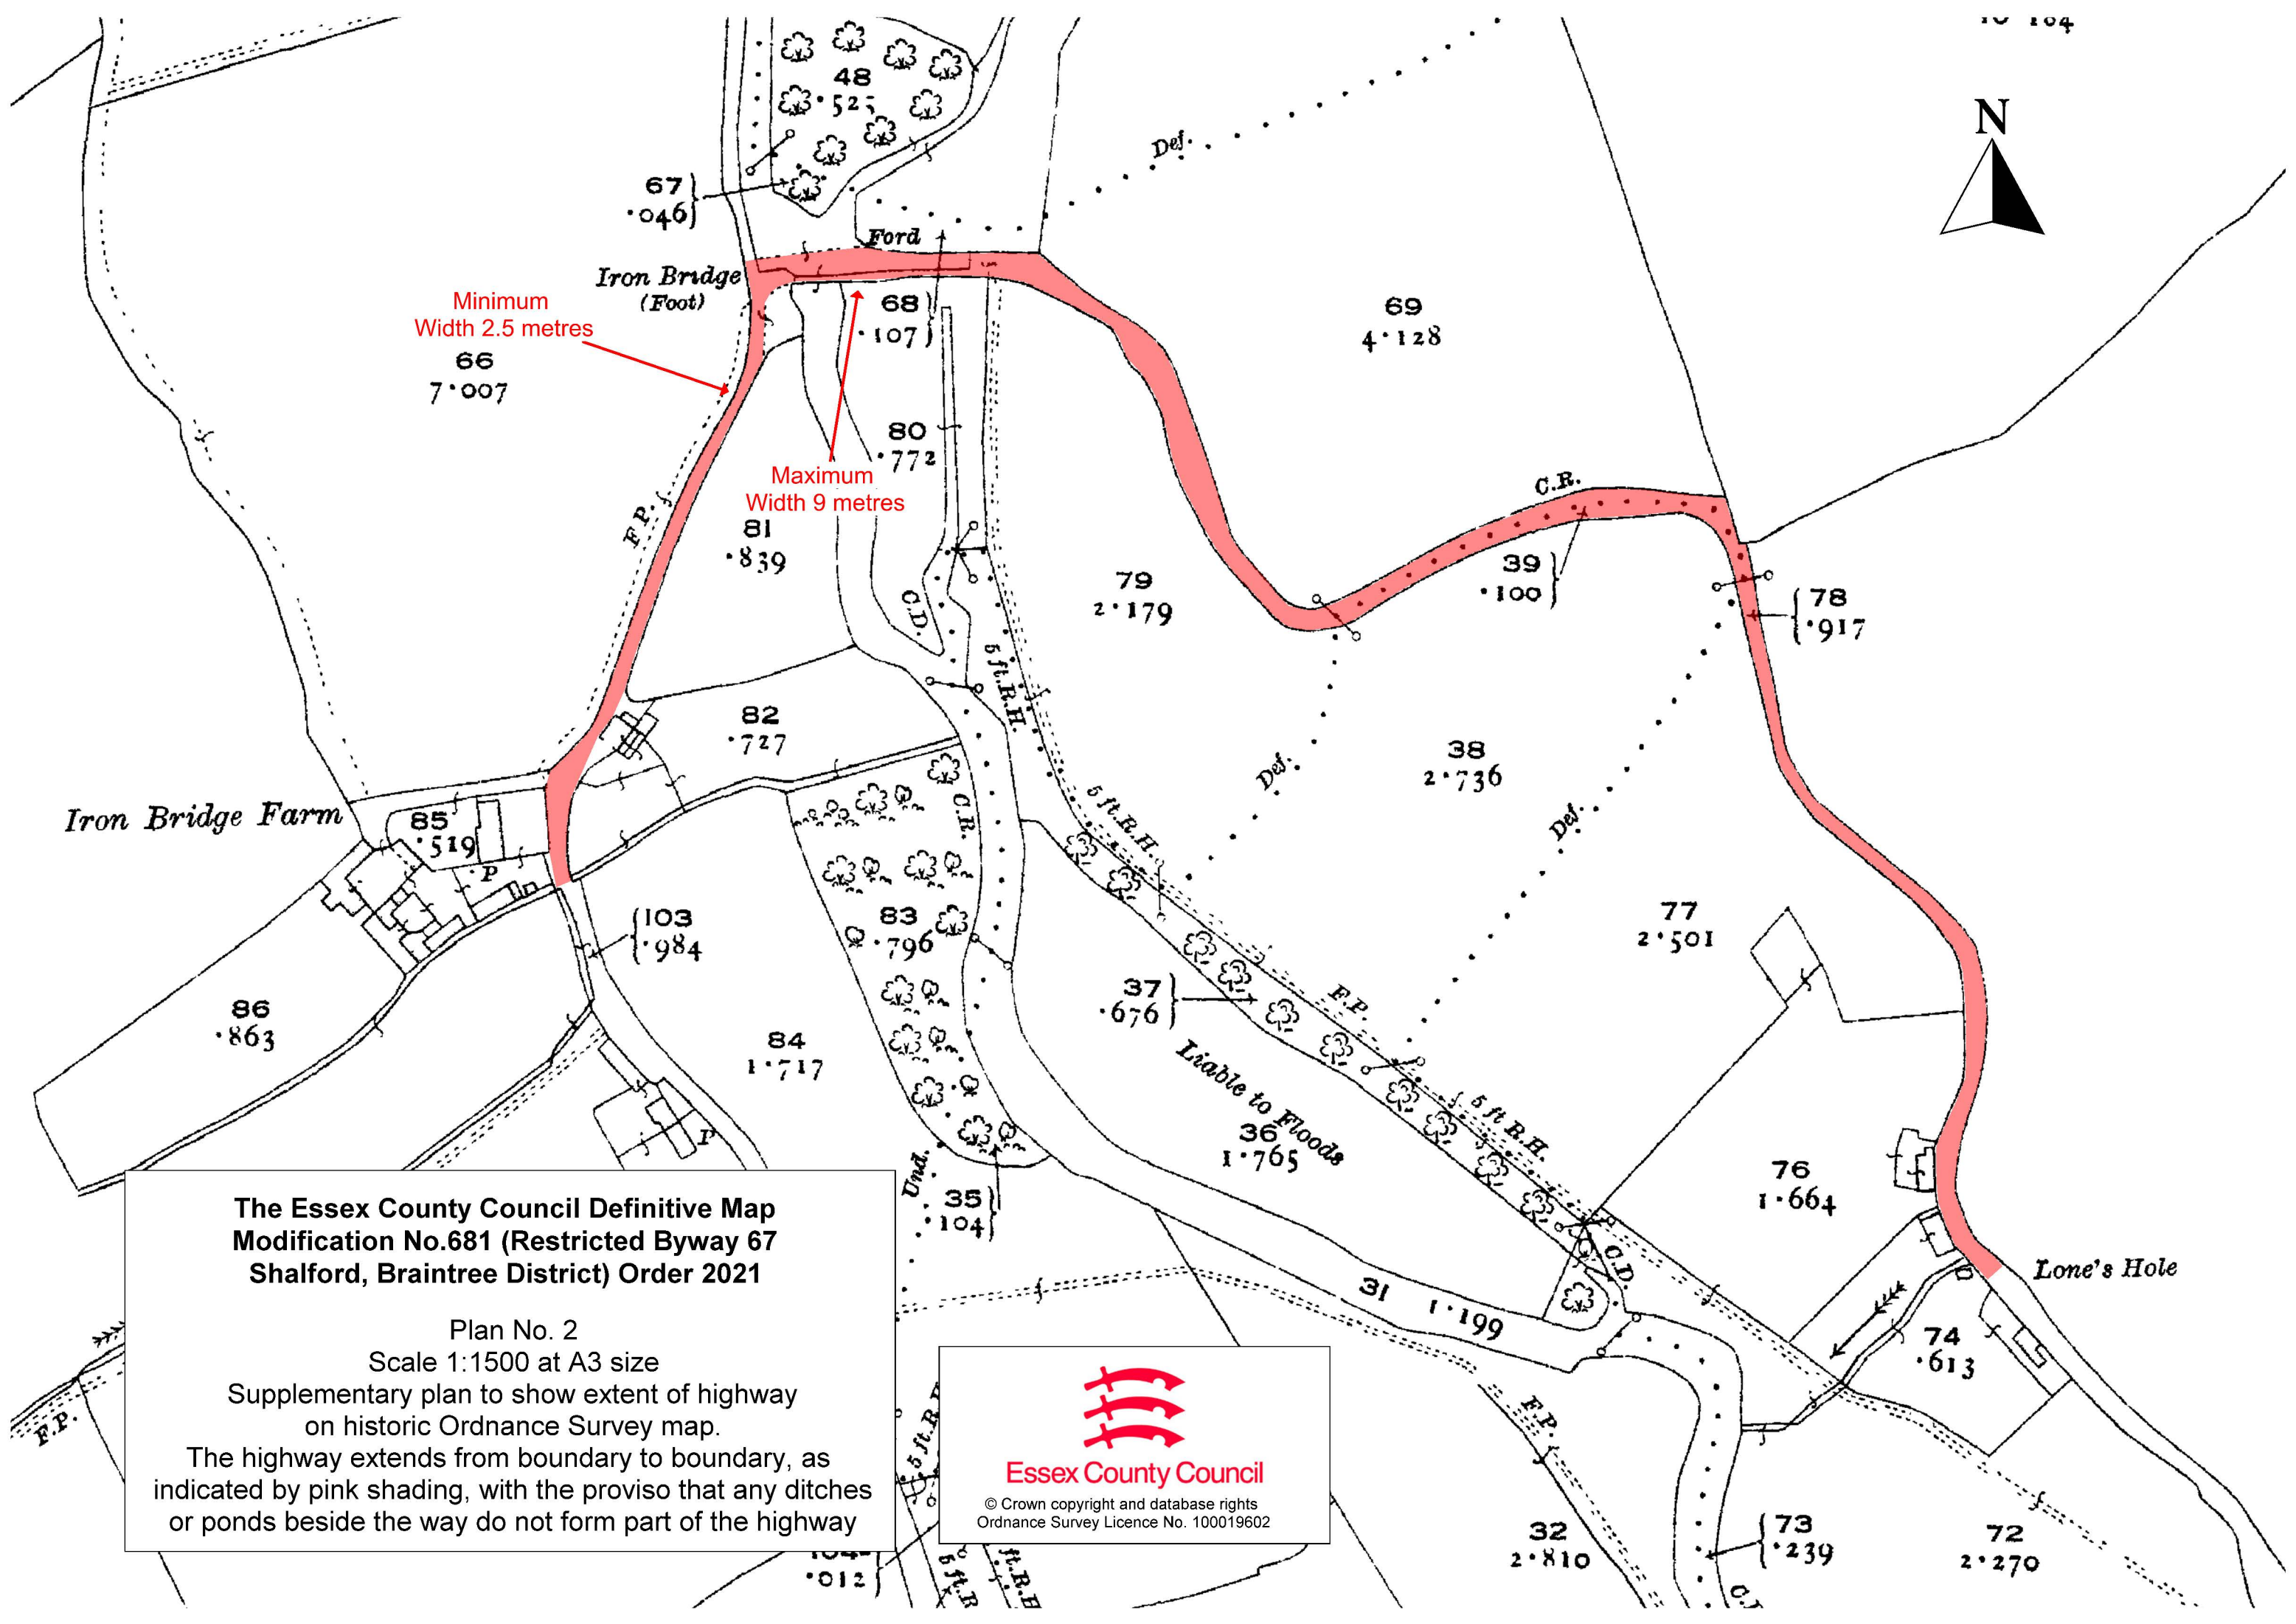 48
·525
N
Def.
67
·046
Ford
Iron Bridge
(Foot)
Minimum
Width 2.5 metres
68
·107
69
4·128
66
7·007
80
·772
Maximum
Width 9 metres
F.P.
81
·839
C.R.
39
·100
79
2·179
78
·917
C.D.
5 ft.R.H.
82
·727
38
2·736
Def.
Def.
Iron Bridge Farm
85
·519
P
C.R.
5 ft.R.H.
103
·984
83
·796
77
2·501
86
·863
84
1·717
37
·676
F.P.
Liable to Floods
36
1·765
5 ft R.H.
P
Und.
35
·104
76
1·664
C.D.
Lone's Hole
31 1·199
74
·613
The Essex County Council Definitive Map
Modification No.681 (Restricted Byway 67
Shalford, Braintree District) Order 2021
Plan No. 2
Scale 1:1500 at A3 size
Supplementary plan to show extent of highway
on historic Ordnance Survey map.
The highway extends from boundary to boundary, as
indicated by pink shading, with the proviso that any ditches
or ponds beside the way do not form part of the highway
F.P.
Essex County Council
© Crown copyright and database rights
Ordnance Survey Licence No. 100019602
F.P.
32
2·810
73
·239
72
2·270
·012